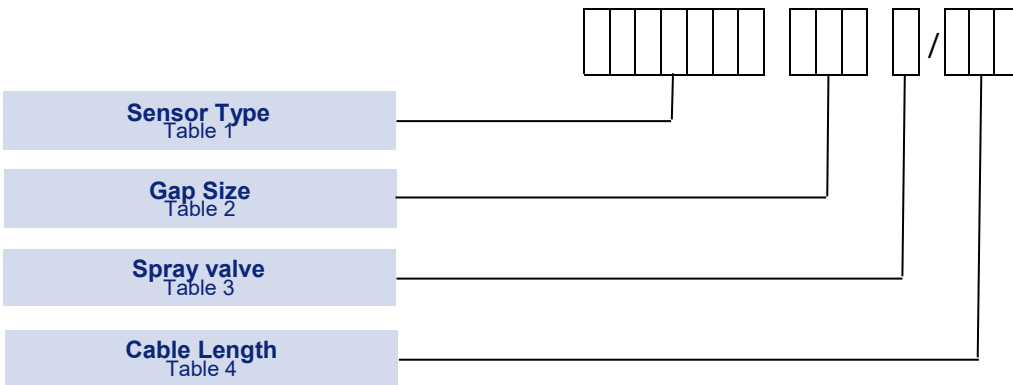 /
Sensor Type
Table 1
Gap Size
Table 2
Spray valve
Table 3
Cable Length
Table 4